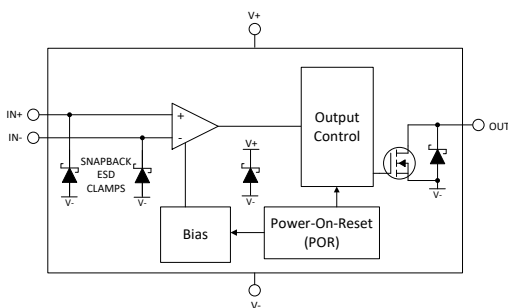 V+
IN+
IN-
+
-
SNAPBACK
ESD
CLAMPS
V-
V-
V+
V-
Output
Control
OUT
V-
Bias
Power-On-Reset
(POR)
V-